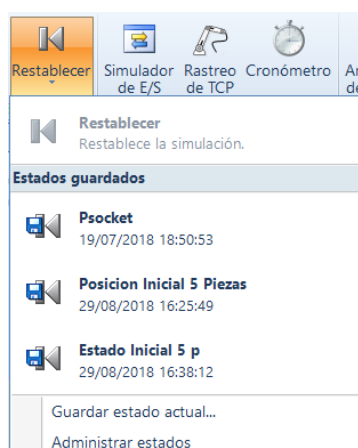 Restablecer
Simulador
de E/S
Rastreo
de TCP
Cronómetro
Restablecer
Restablece la simulación.
Estados guardados
Psocket
19/07/2018 18:50:53
Posicion Inicial 5 Piezas
29/08/2018 16:25:49
Estado Inicial 5 p
29/08/2018 16:38:12
Guardar estado actual...
Administrar estados